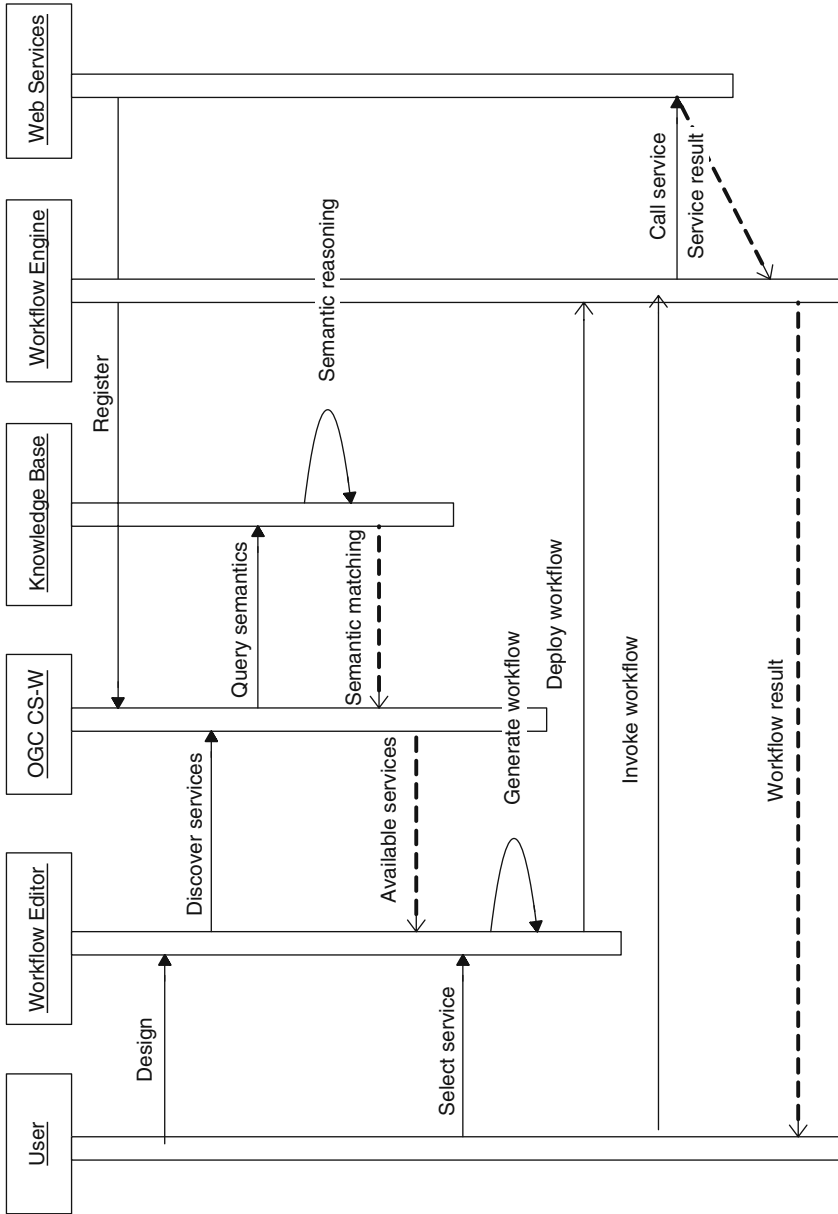 User
Workflow Editor
OGC CS-W
Knowledge Base
Workflow Engine
Web Services
Register
Design
Discover services
Query semantics
Semantic reasoning
Semantic matching
Available services
Select service
Generate workflow
Deploy workflow
Invoke workflow
Call service
Service result
Workflow result